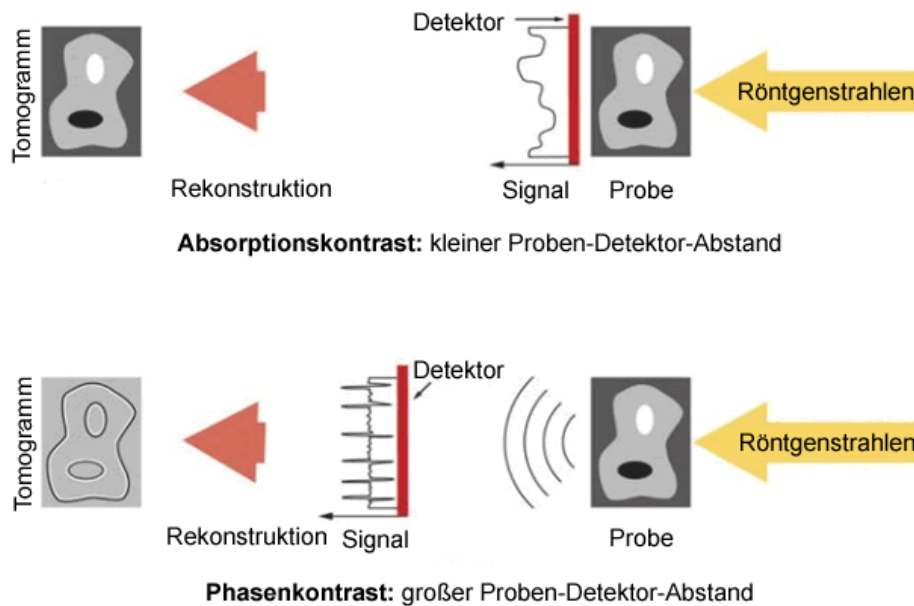 Detektor
Tomogramm
Röntgenstrahlen
Rekonstruktion
Signal
Probe
Absorptionskontrast: kleiner Proben-Detektor-Abstand
Detektor
Tomogramm
Röntgenstrahlen
Rekonstruktion
Signal
Probe
Phasenkontrast: großer Proben-Detektor-Abstand